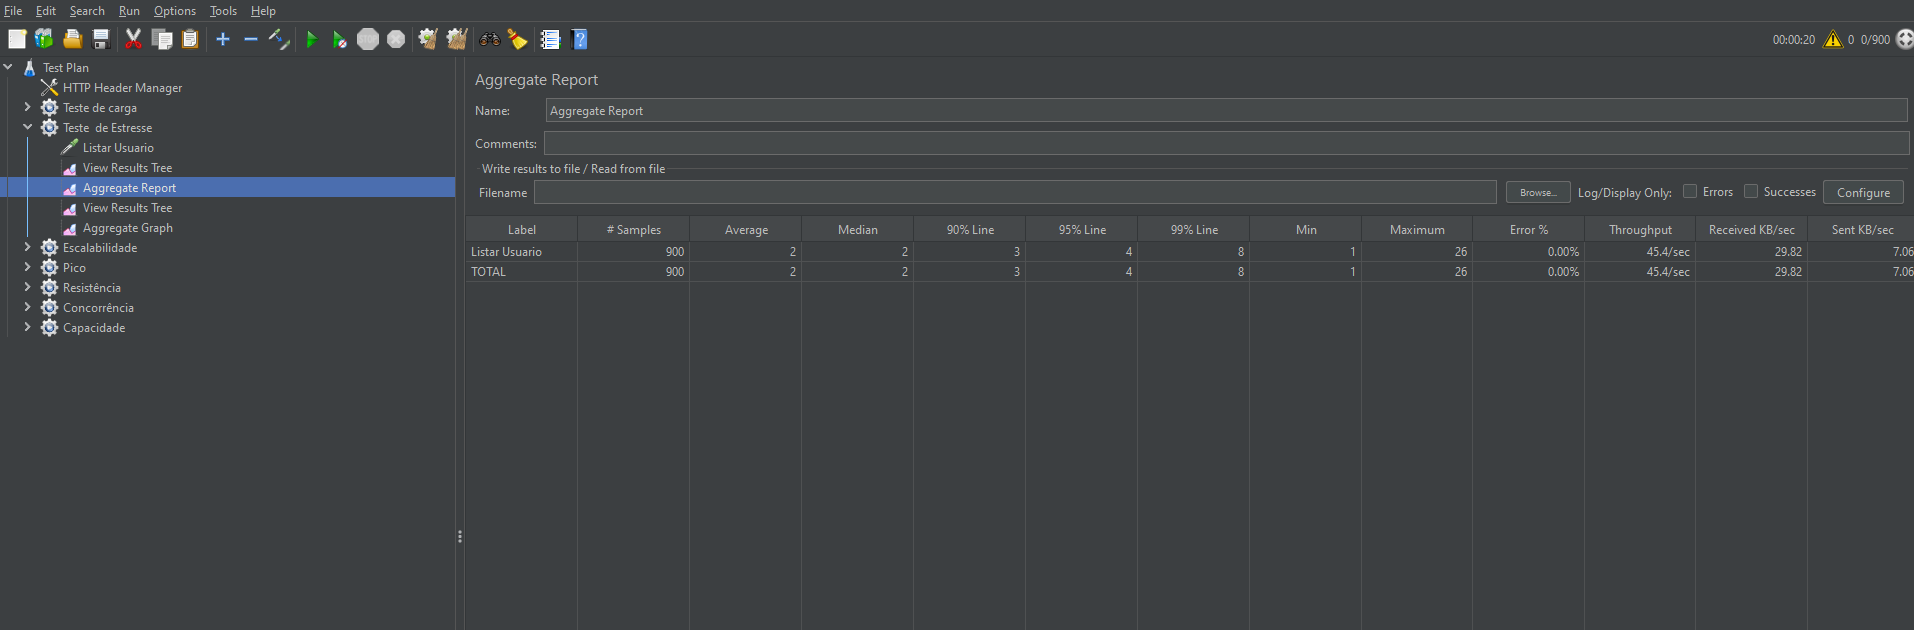 File Edit Search Run Options Tools Help
00:00:20 0 0/900
Test Plan
HTTP Header Manager
Teste de carga
Teste  de Estresse
Listar Usuario
View Results Tree
Aggregate Report
View Results Tree
Aggregate Graph
Escalabilidade
Pico
Resistência
Concorrência
Capacidade
Aggregate Report
Name: Aggregate Report
Comments:
Write results to file / Read from file
Filename Browse... Log/Display Only: Errors Successes Configure
Label # Samples Average Median 90% Line 95% Line 99% Line Min Maximum Error % Throughput Received KB/sec Sent KB/sec
Listar Usuario 900 2 2 3 4 8 1 26 0.00% 45.4/sec 29.82 7.06
TOTAL 900 2 2 3 4 8 1 26 0.00% 45.4/sec 29.82 7.06